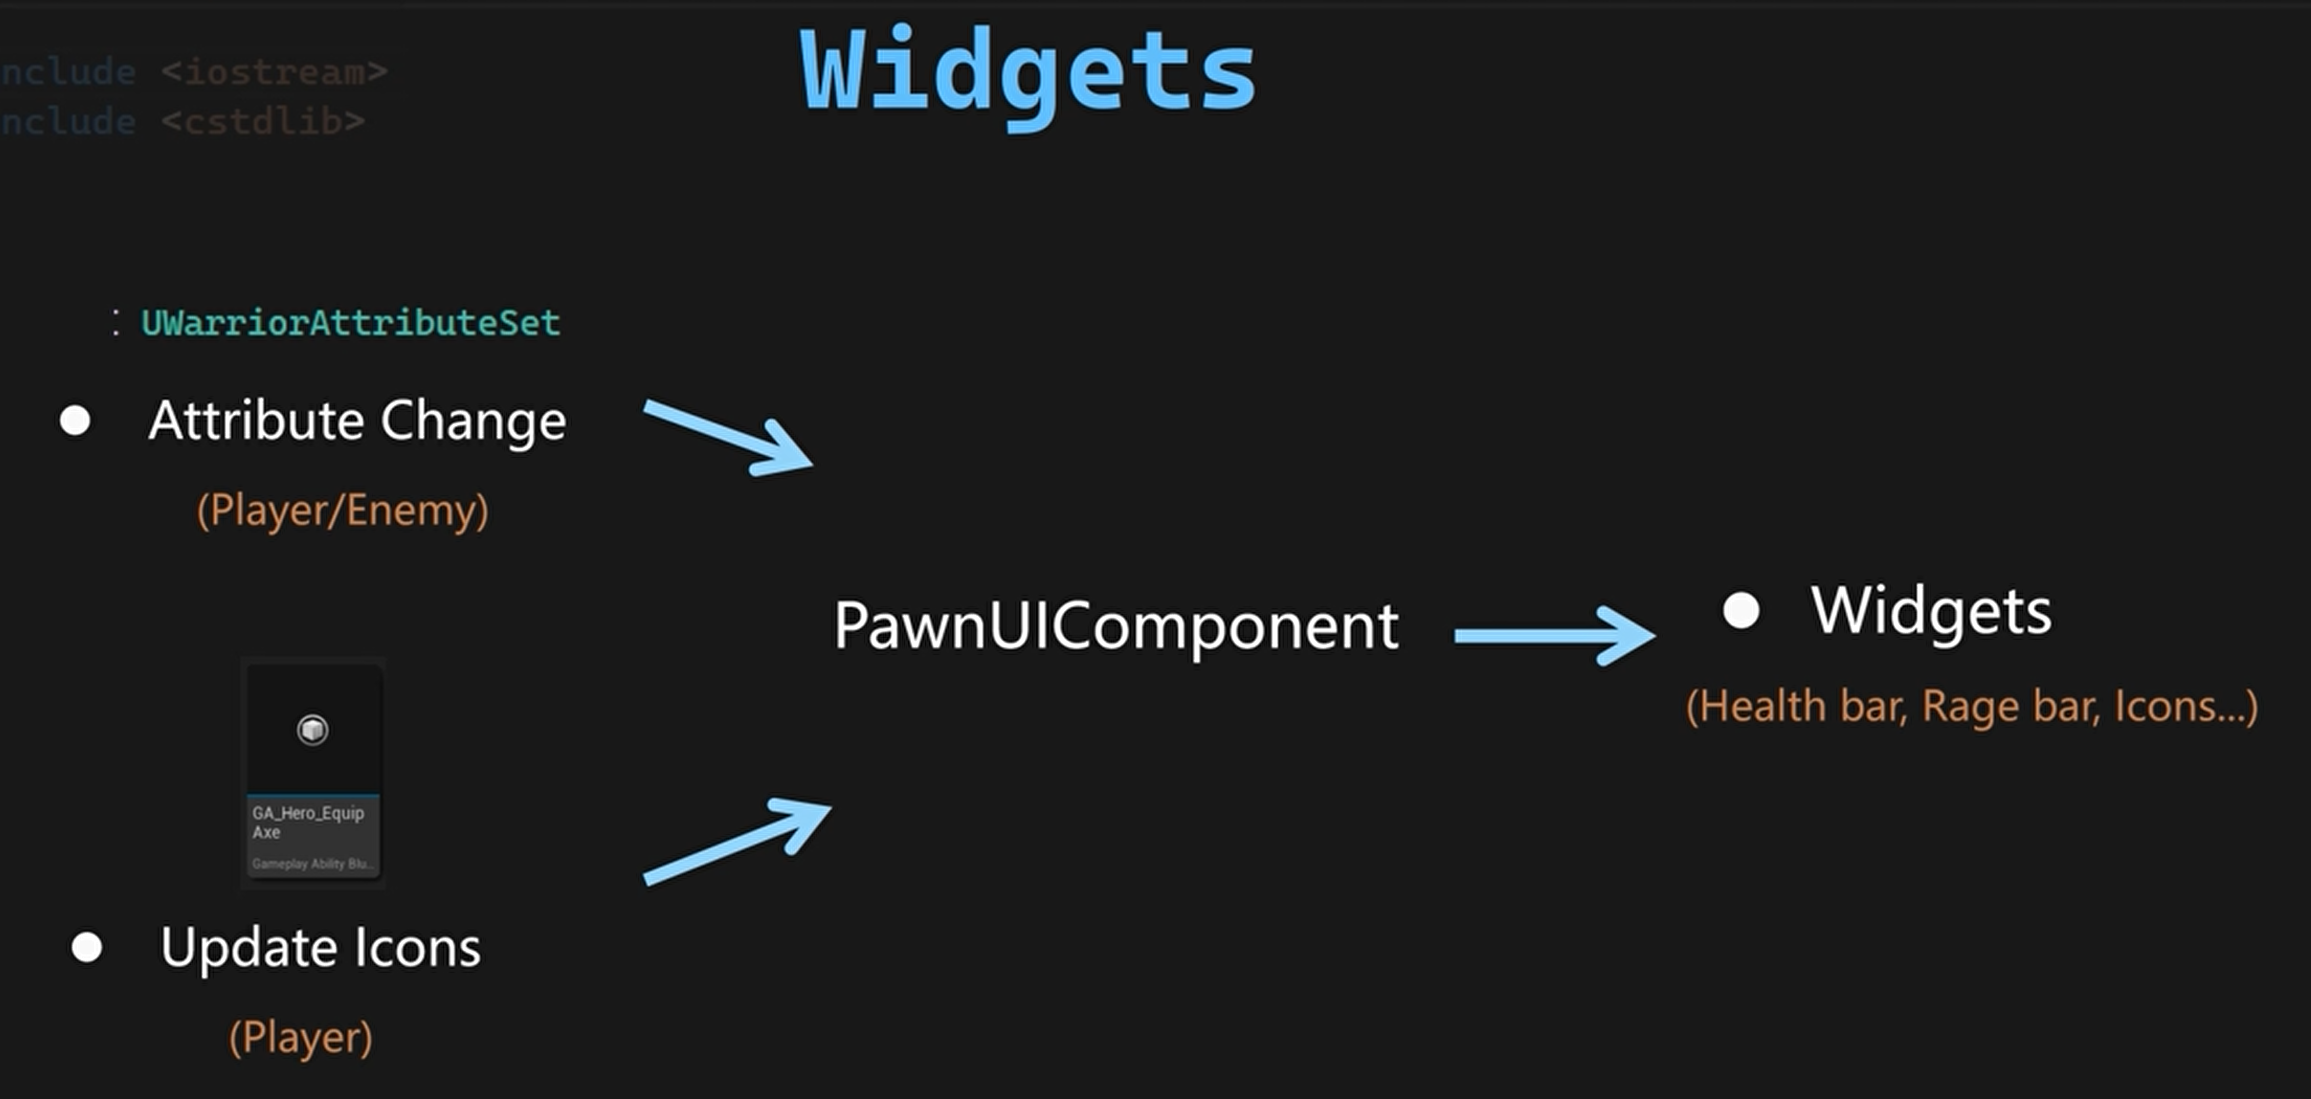 Widgets
nclude <iostream>
nclude <cstdlib>
: UWarriorAttributeSet
● Attribute Change
(Player/Enemy)
PawnUIComponent
● Widgets
(Health bar, Rage bar, Icons...)
GA_Hero_Equip
Axe
Gameplay Ability Blu...
● Update Icons
(Player)